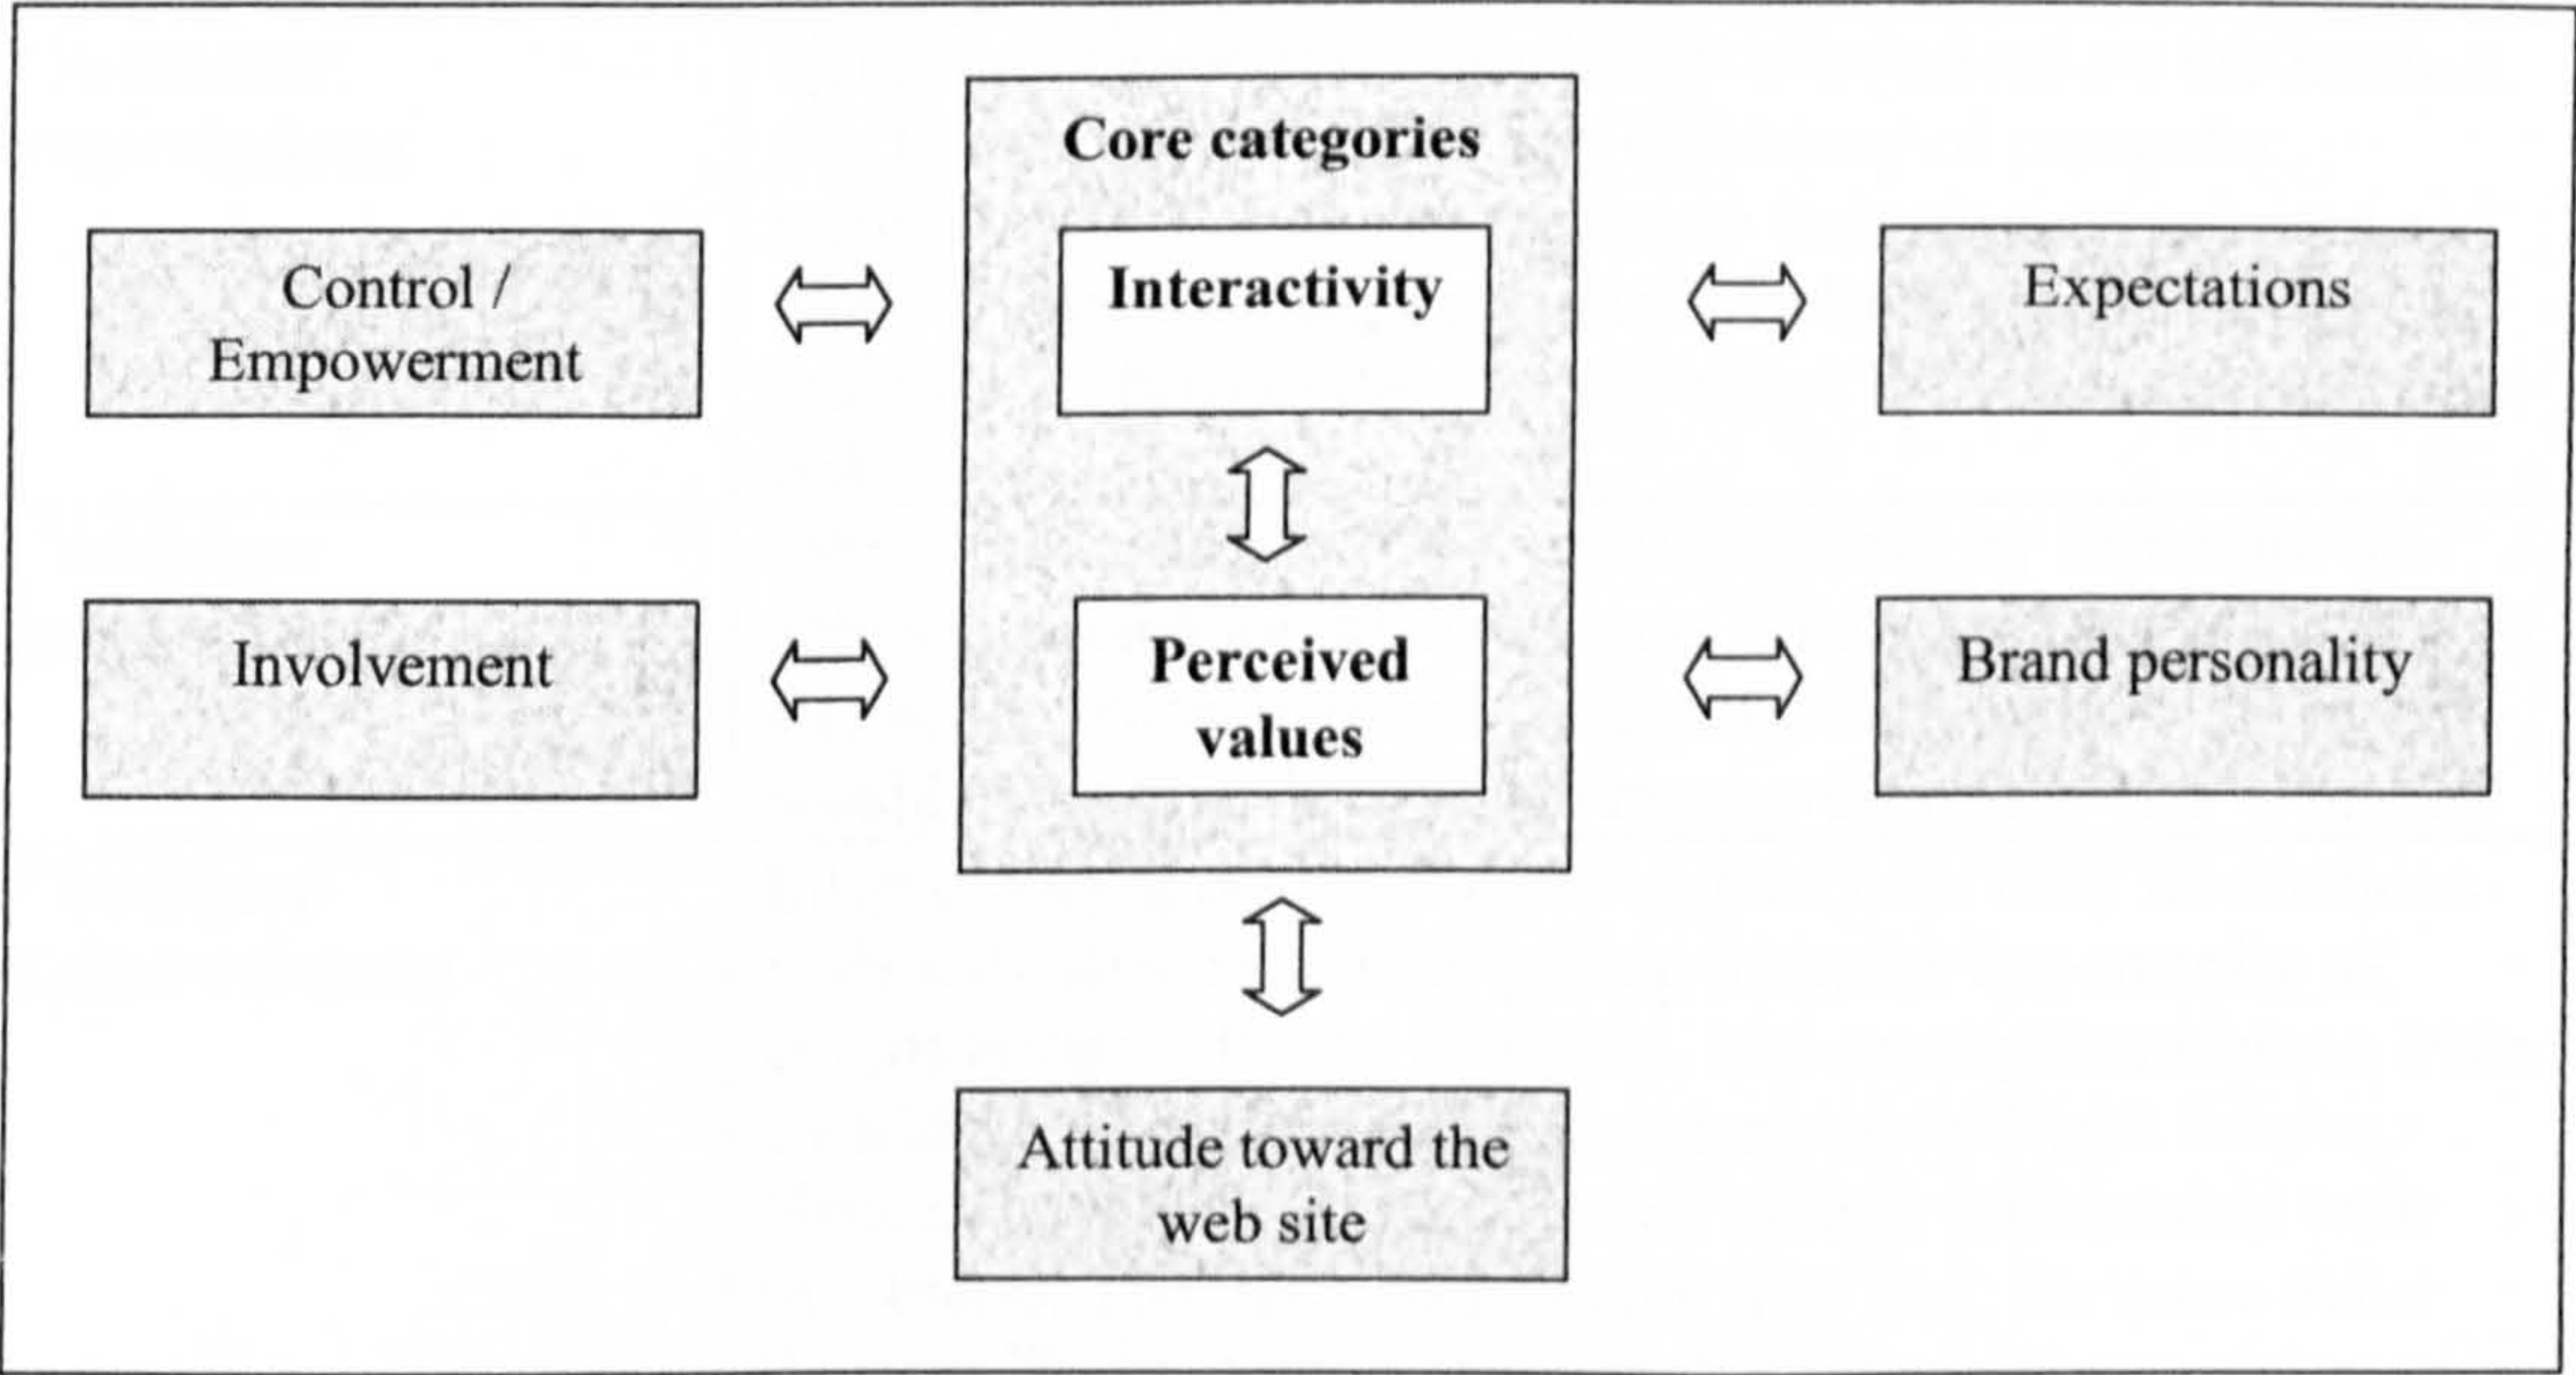 Core categories
Control /
Empowerment
Interactivity
Expectations
Involvement
Perceived
values
Brand personality
Attitude toward the
web site